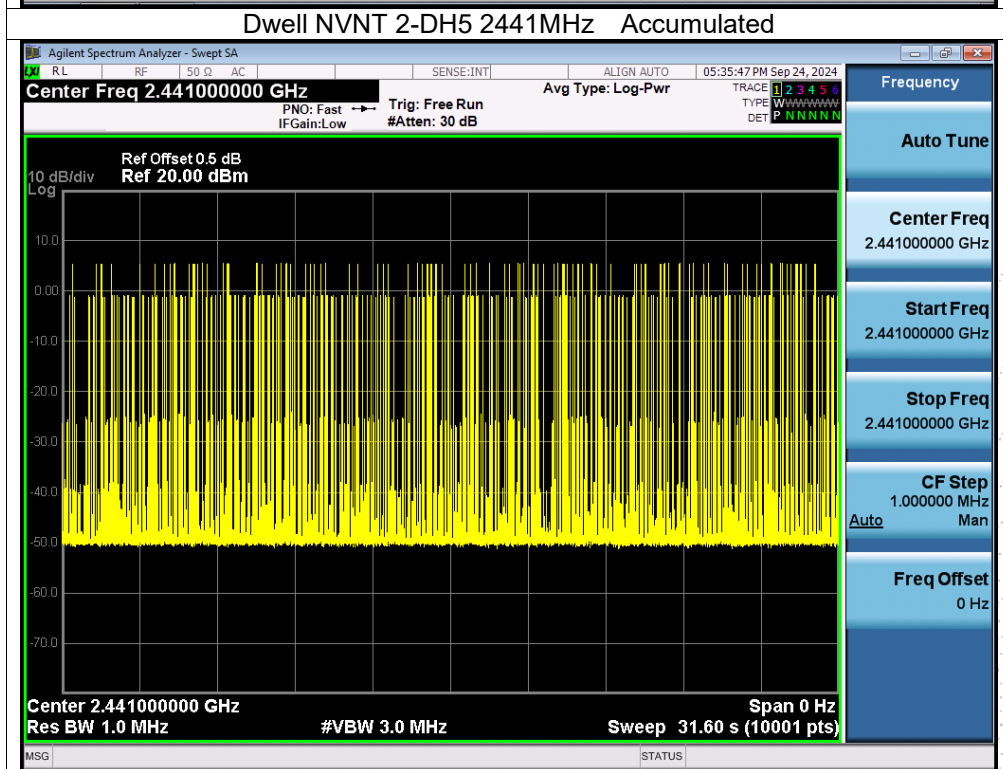 Dwell NVNT 2-DH5 2441MHz Accumulated
Agilent Spectrum Analyzer - Swept SA
LXI RL RF 50 Ω AC SENSE:INT ALIGN AUTO 05:35:47 PM Sep 24, 2024
Center Freq 2.441000000 GHz
PNO: Fast
IFGain:Low
Trig: Free Run
#Atten: 30 dB
Avg Type: Log-Pwr
TRACE 1 2 3 4 5 6
TYPE WWWWWWW
DET P N N N N N
Ref Offset 0.5 dB
10 dB/div Ref 20.00 dBm
Log
10.0
0.00
-10.0
-20.0
-30.0
-40.0
-50.0
-60.0
-70.0
Center 2.441000000 GHz Span 0 Hz
Res BW 1.0 MHz #VBW 3.0 MHz Sweep 31.60 s (10001 pts)
MSG STATUS
Frequency
Auto Tune
Center Freq
2.441000000 GHz
Start Freq
2.441000000 GHz
Stop Freq
2.441000000 GHz
CF Step
1.000000 MHz
Auto Man
Freq Offset
0 Hz